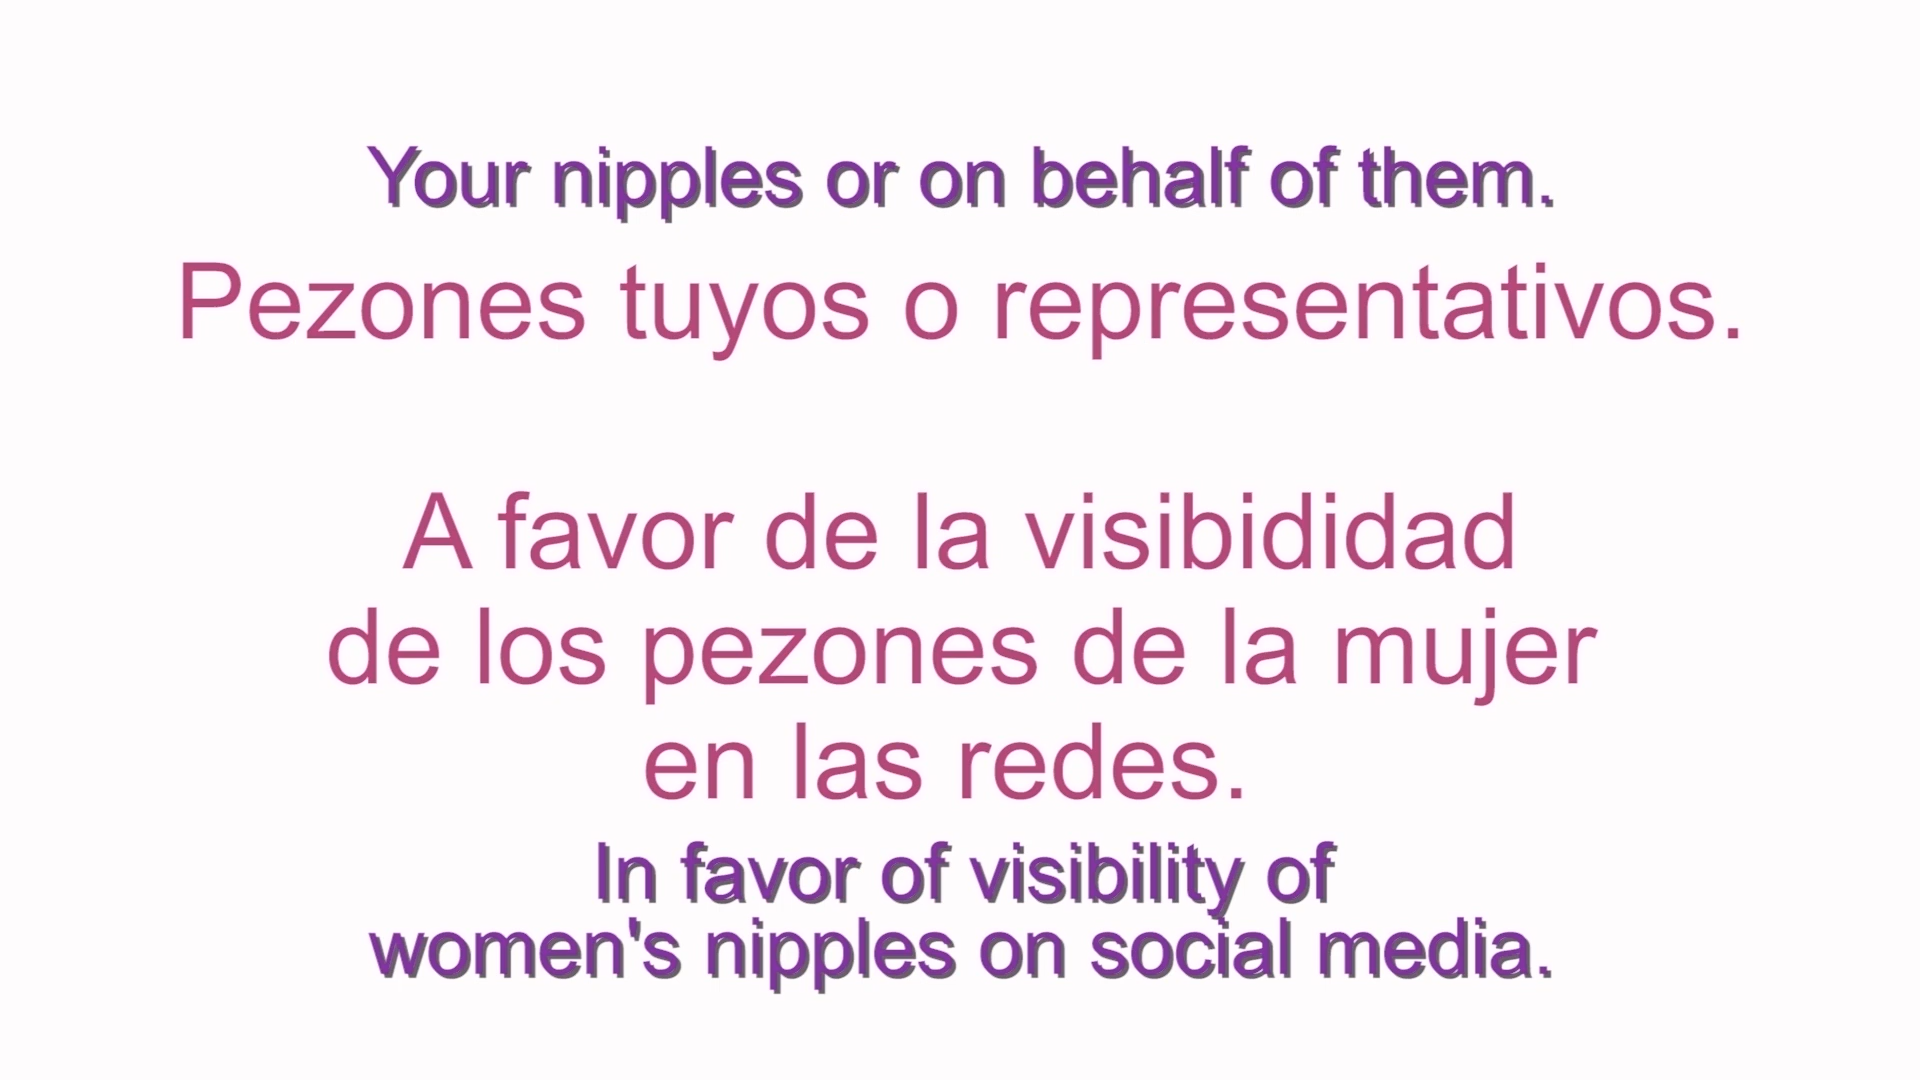 Your nipples or on behalf of them.
Pezones tuyos o representativos.
A favor de la visibididad
de los pezones de la mujer
en las redes.
In favor of visibility of
women's nipples on social media.